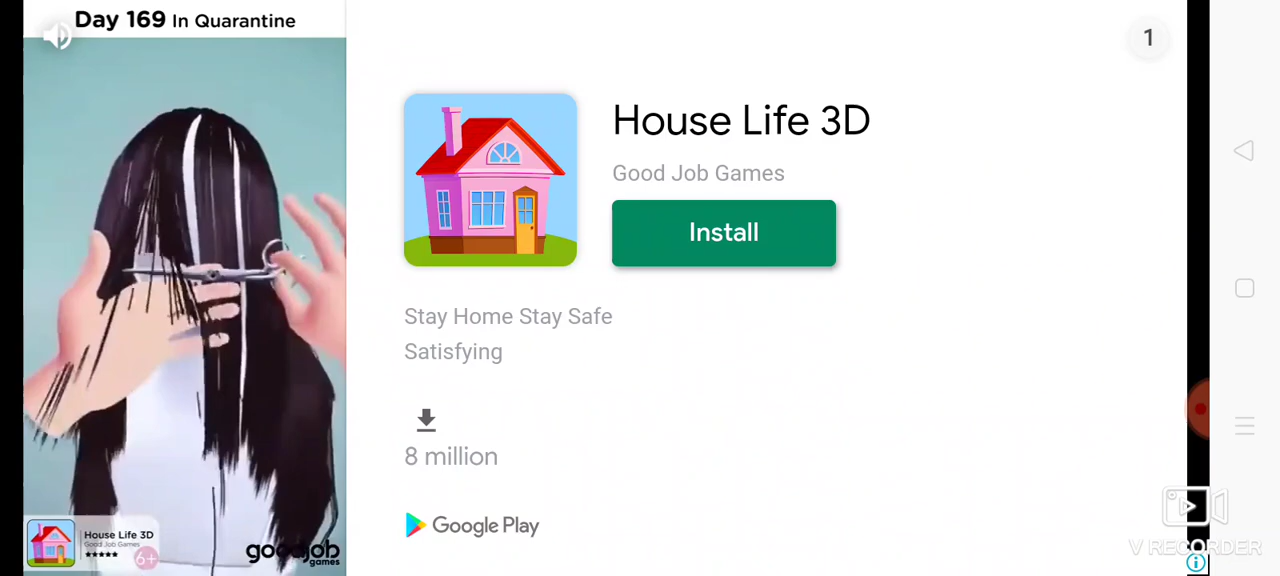 Day 169 In Quarantine
1
House Life 3D
Good Job Games
Install
Stay Home Stay Safe
Satisfying
8 million
Google Play
House Life 3D
Good Job Games
6+
goodjob
games
V RECORDER